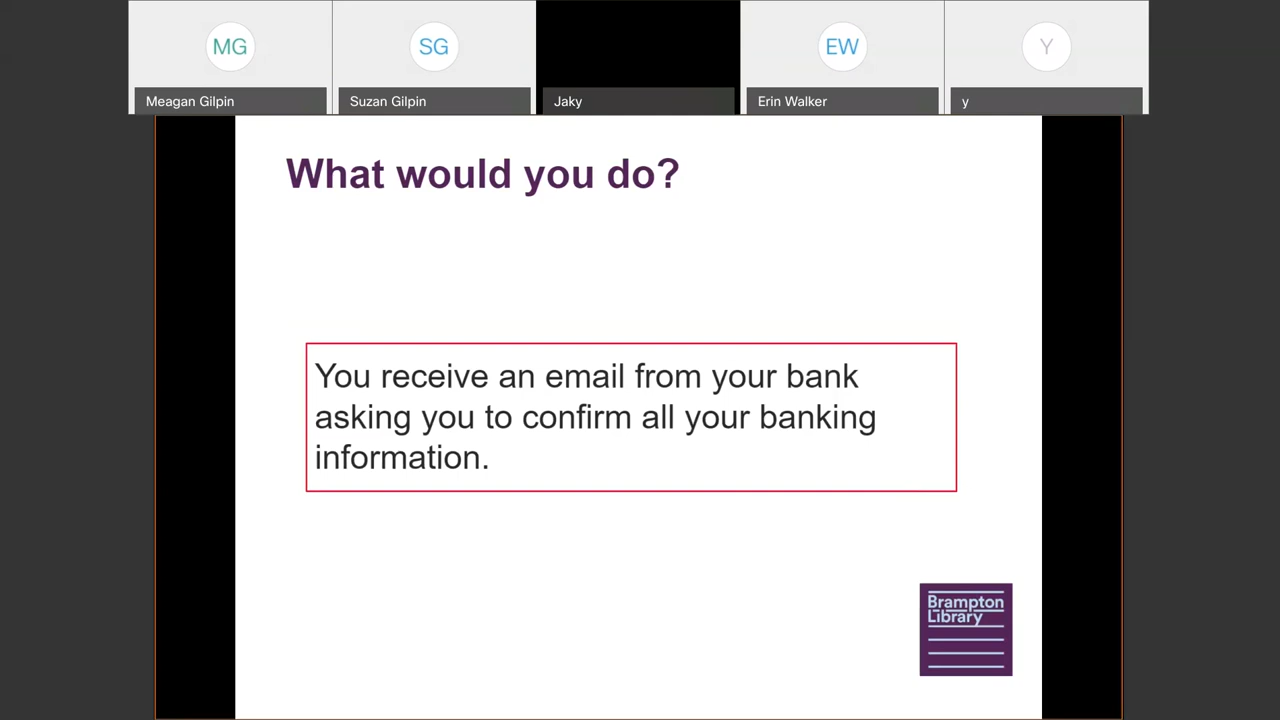 MG
SG
EW
Y
Meagan Gilpin
Suzan Gilpin
Jaky
Erin Walker
y
What would you do?
You receive an email from your bank
asking you to confirm all your banking
information.
Brampton
Library